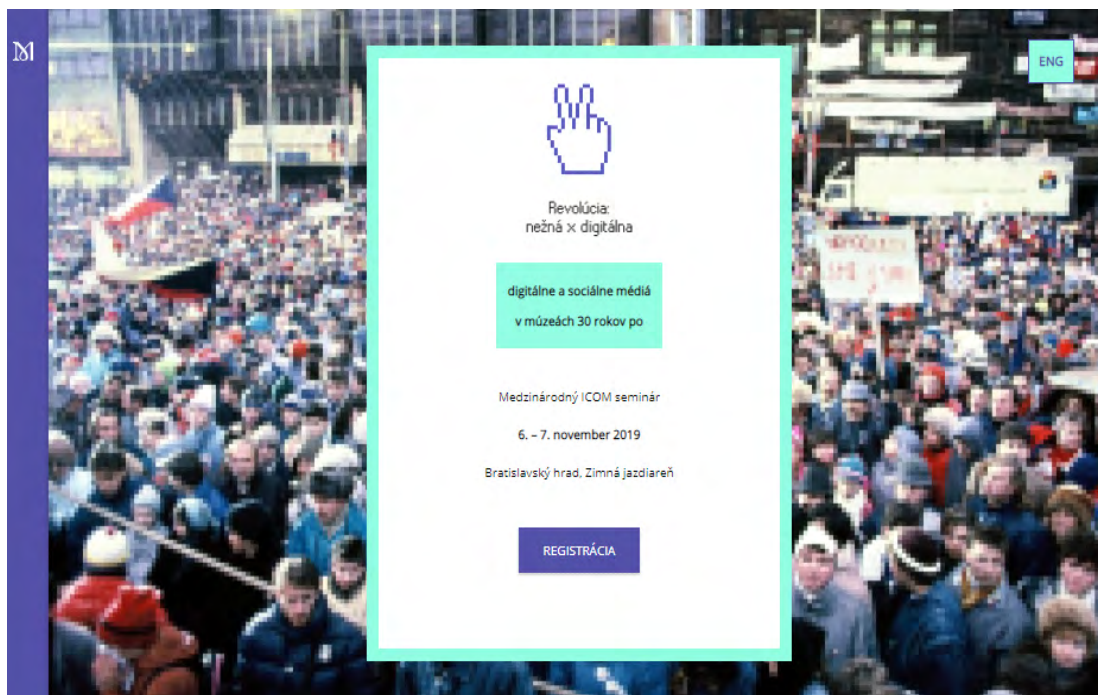 ENG
Revolúcia:
nežná x digitálna
digitálne a sociálne médiá
v múzeách 30 rokov po
Medzinárodný ICOM seminár
6. – 7. november 2019
Bratislavský hrad, Zimná jazdiareň
REGISTRÁCIA